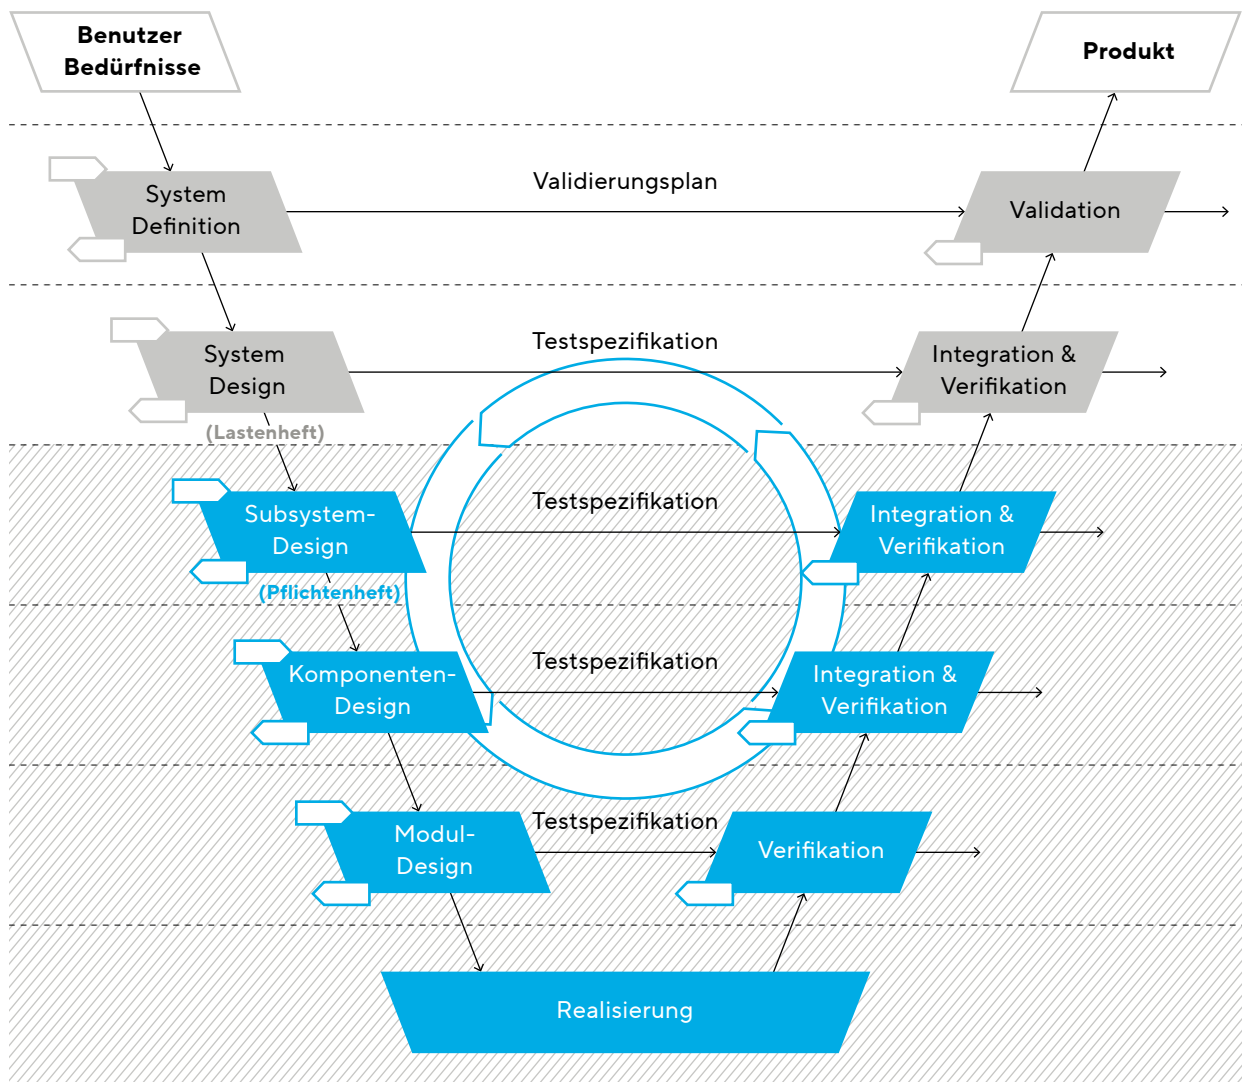 Benutzer
Bedürfnisse
Produkt
System
Definition
Validierungsplan
Validation
System
Design
Testspezifikation
Integration &
Verifikation
(Lastenheft)
Subsystem-
Design
Testspezifikation
Integration &
Verifikation
(Pflichtenheft)
Komponenten-
Design
Testspezifikation
Integration &
Verifikation
Modul-
Design
Testspezifikation
Verifikation
Realisierung